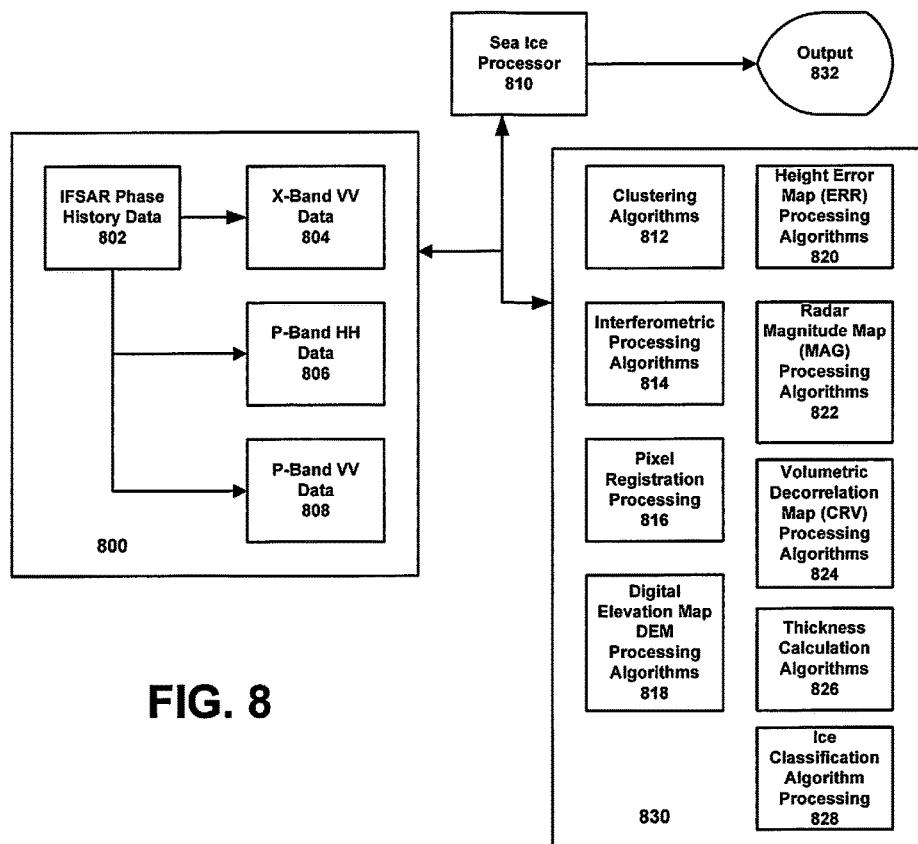 Sea Ice
Processor
810
Output
832
IFSAR Phase
History Data
802
X-Band VV
Data
804
P-Band HH
Data
806
P-Band VV
Data
808
800
Clustering
Algorithms
812
Height Error
Map (ERR)
Processing
Algorithms
820
Interferometric
Processing
Algorithms
814
Radar
Magnitude Map
(MAG)
Processing
Algorithms
822
Pixel
Registration
Processing
816
Volumetric
Decorrelation
Map (CRV)
Processing
Algorithms
824
Digital
Elevation Map
DEM
Processing
Algorithms
818
Thickness
Calculation
Algorithms
826
Ice
Classification
Algorithm
Processing
828
830
FIG. 8